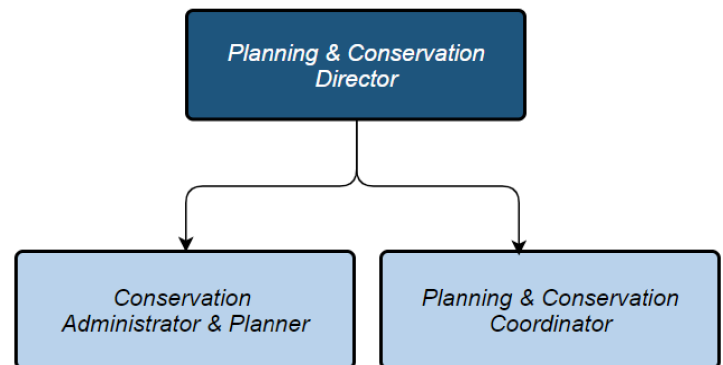 Planning & Conservation
Director
Conservation
Administrator & Planner
Planning & Conservation
Coordinator